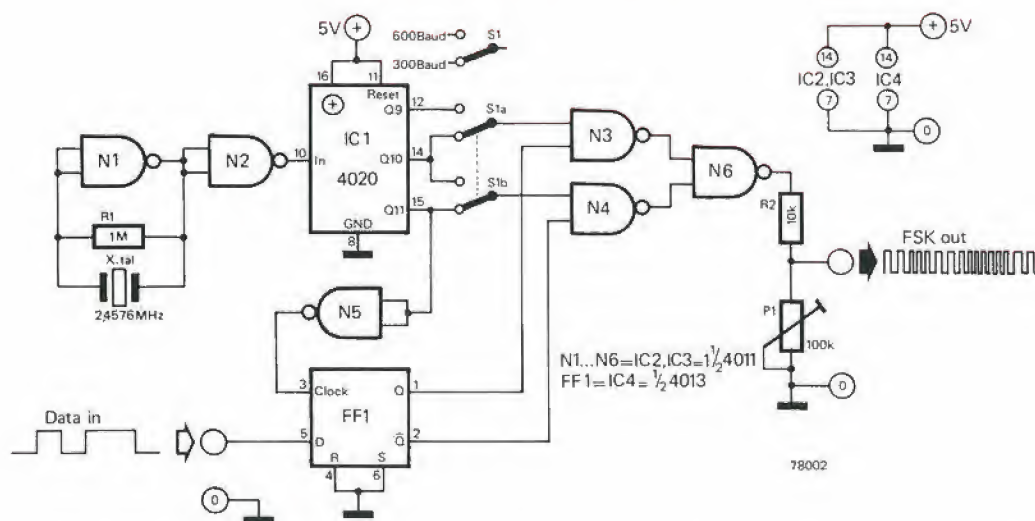 5V
600Baud
S1
300Baud
5V
14
14
IC2,IC3
IC4
7
7
0
16
11
Reset
Q9
12
S1a
IC1
N1
N2
10
In
Q10
14
4020
N3
N6
S1b
Q11
15
N4
GND
8
R1
1M
X.tal
2,4576MHz
R2
10k
FSK out
N5
P1
100k
N1...N6=IC2,IC3=1½4011
FF1=IC4=½4013
0
3
Clock
Q
1
FF1
Data in
5
D
Q̅
2
R
S
4
6
0
78002